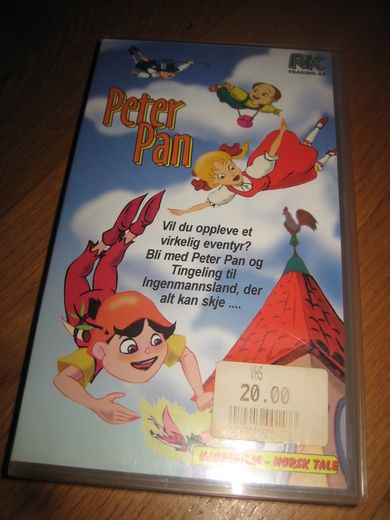 RK
TRADING AS
Peter
Pan
Vil du oppleve et
virkelig eventyr?
Bli med Peter Pan og
Tingeling til
Ingenmannsland, der
alt kan skje ....
VHS
20.00
- NORSK TALE